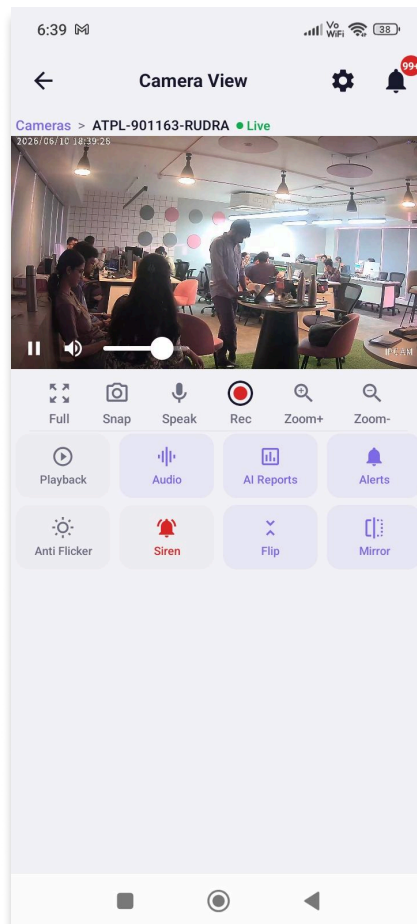 6:39
Vo
WiFi
38
Camera View
99+
Cameras > ATPL-901163-RUDRA Live
2026/06/10 18:39:26
Full Snap Speak Rec Zoom+ Zoom-
Playback Audio AI Reports Alerts
Anti Flicker Siren Flip Mirror